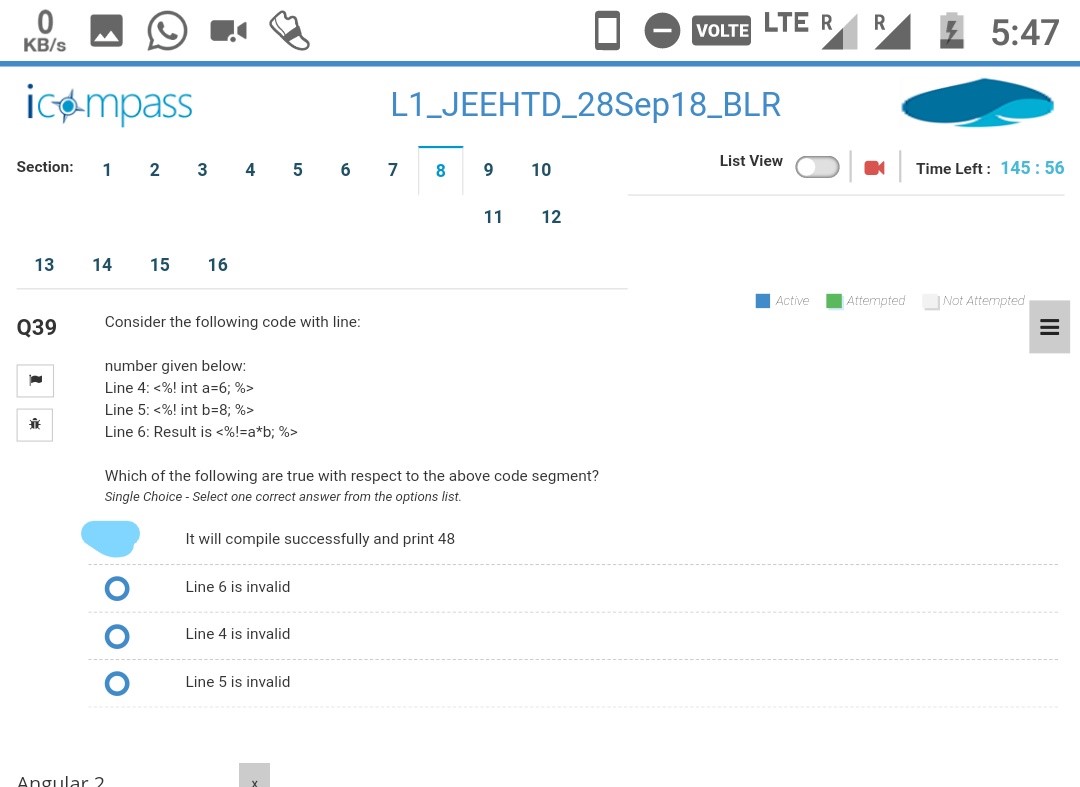 0
KB/s
VOLTE
LTE
R
R
5:47
icompass
L1_JEEHTD_28Sep18_BLR
Section: 1 2 3 4 5 6 7 8 9 10
11 12
13 14 15 16
List View
Time Left : 145 : 56
Active Attempted Not Attempted
Q39
Consider the following code with line:
number given below:
Line 4: <%! int a=6; %>
Line 5: <%! int b=8; %>
Line 6: Result is <%!=a*b; %>
Which of the following are true with respect to the above code segment?
Single Choice - Select one correct answer from the options list.
It will compile successfully and print 48
Line 6 is invalid
Line 4 is invalid
Line 5 is invalid
Angular 2
x